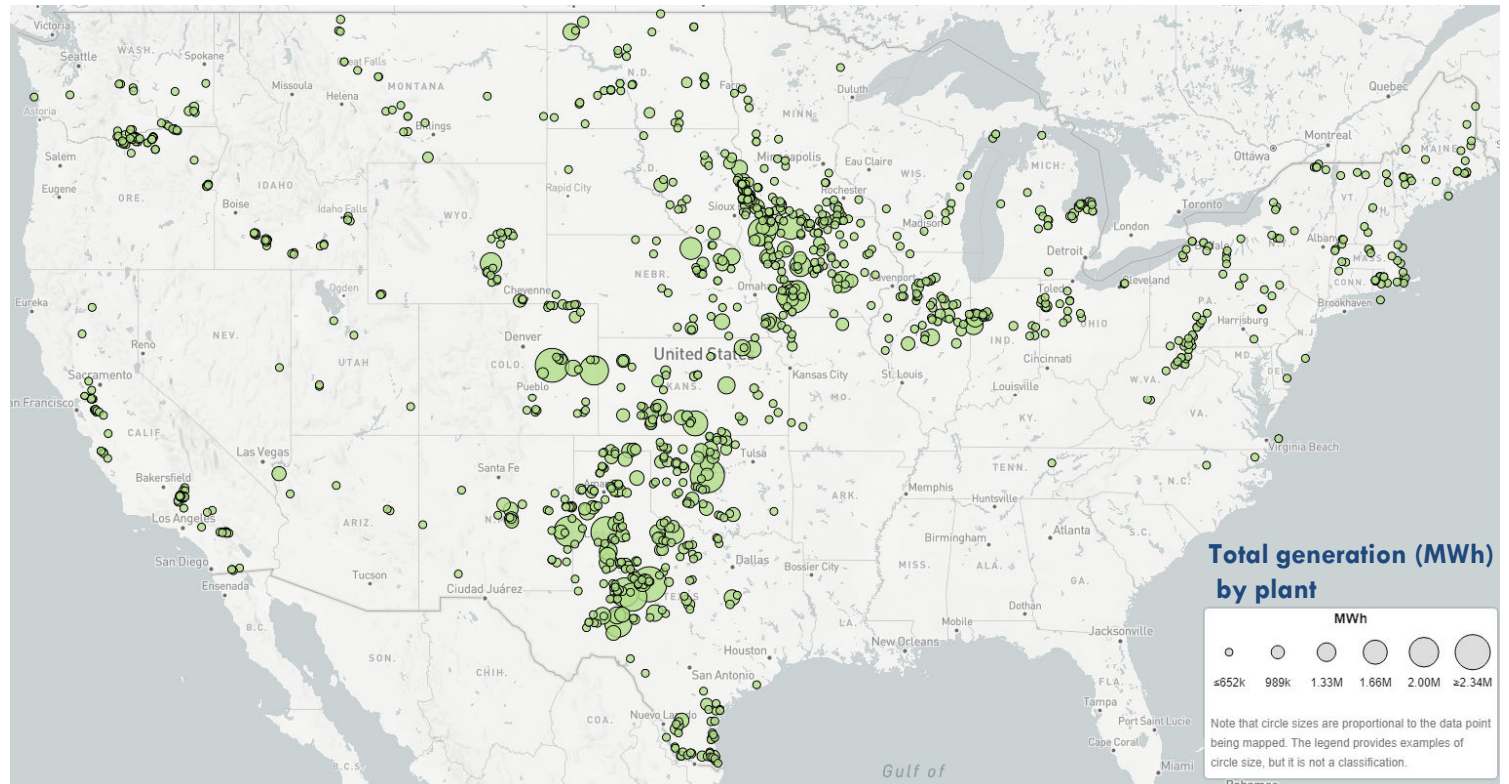 Victoria
Seattle
WASH.
Spokane
Great Falls
MONTANA
Missoula
Helena
Astoria
Billings
Salem
Eugene
ORE.
IDAHO
Boise
Idaho Falls
WYO.
N.D.
S.D.
Rapid City
MINN.
Duluth
Minneapolis
Eau Claire
WIS.
Rochester
Madison
MICH.
Detroit
London
Toronto
Ottawa
Montreal
Quebec
MAINE
VT.
MASS.
CONN.
Brookhaven
Eureka
Reno
NEV.
Ogden
UTAH
Cheyenne
NEBR.
Omaha
Davenport
Toledo
Cleveland
OHIO
PA.
Harrisburg
N.J.
MD.
DEL.
Sacramento
an Francisco
CALIF.
Denver
COLO.
Pueblo
United States
KANS.
Kansas City
MO.
St. Louis
IND.
Cincinnati
Louisville
KY.
W.VA.
VA.
Virginia Beach
Las Vegas
Bakersfield
Los Angeles
San Diego
Ensenada
ARIZ.
Tucson
Santa Fe
Ciudad Juárez
Tulsa
ARK.
Memphis
TENN.
Huntsville
N.C.
S.C.
Atlanta
Birmingham
MISS.
ALA.
GA.
Dallas
Bossier City
LA.
Dothan
Mobile
New Orleans
Jacksonville
Houston
San Antonio
B.C.
SON.
CHIH.
COA.
B.C.S.
Gulf of
FLA.
Tampa
Port Saint Lucie
Cape Coral
Miami
Total generation (MWh)
by plant
MWh
≤652k 989k 1.33M 1.66M 2.00M ≥2.34M
Note that circle sizes are proportional to the data point
being mapped. The legend provides examples of
circle size, but it is not a classification.